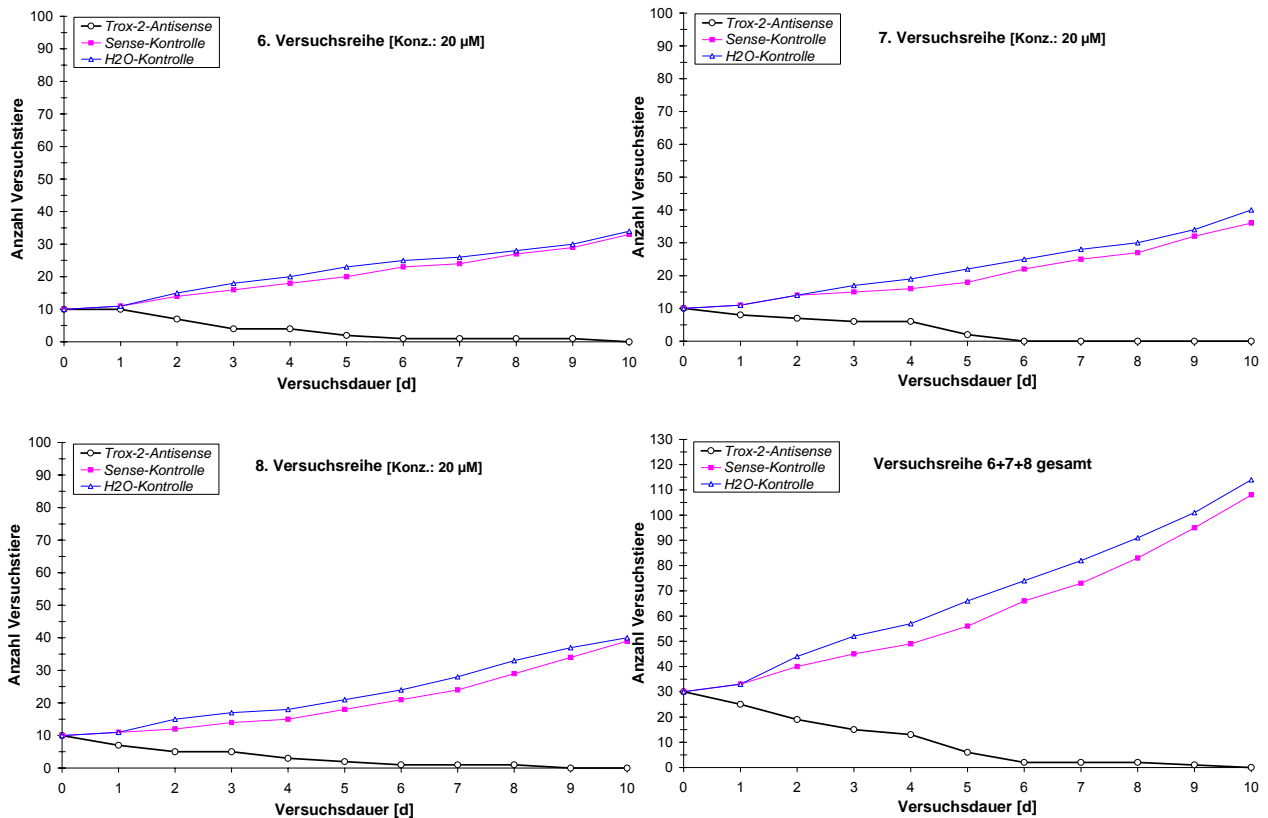 Trox-2-Antisense
Sense-Kontrolle
H2O-Kontrolle
6. Versuchsreihe [Konz.: 20 µM]
Anzahl Versuchstiere
100
90
80
70
60
50
40
30
20
10
0
0 1 2 3 4 5 6 7 8 9 10
Versuchsdauer [d]
Trox-2-Antisense
Sense-Kontrolle
H2O-Kontrolle
7. Versuchsreihe [Konz.: 20 µM]
Anzahl Versuchstiere
100
90
80
70
60
50
40
30
20
10
0
0 1 2 3 4 5 6 7 8 9 10
Versuchsdauer [d]
Trox-2-Antisense
Sense-Kontrolle
H2O-Kontrolle
8. Versuchsreihe [Konz.: 20 µM]
Anzahl Versuchstiere
100
90
80
70
60
50
40
30
20
10
0
0 1 2 3 4 5 6 7 8 9 10
Versuchsdauer [d]
Trox-2-Antisense
Sense-Kontrolle
H2O-Kontrolle
Versuchsreihe 6+7+8 gesamt
Anzahl Versuchstiere
130
120
110
100
90
80
70
60
50
40
30
20
10
0
0 1 2 3 4 5 6 7 8 9 10
Versuchsdauer [d]